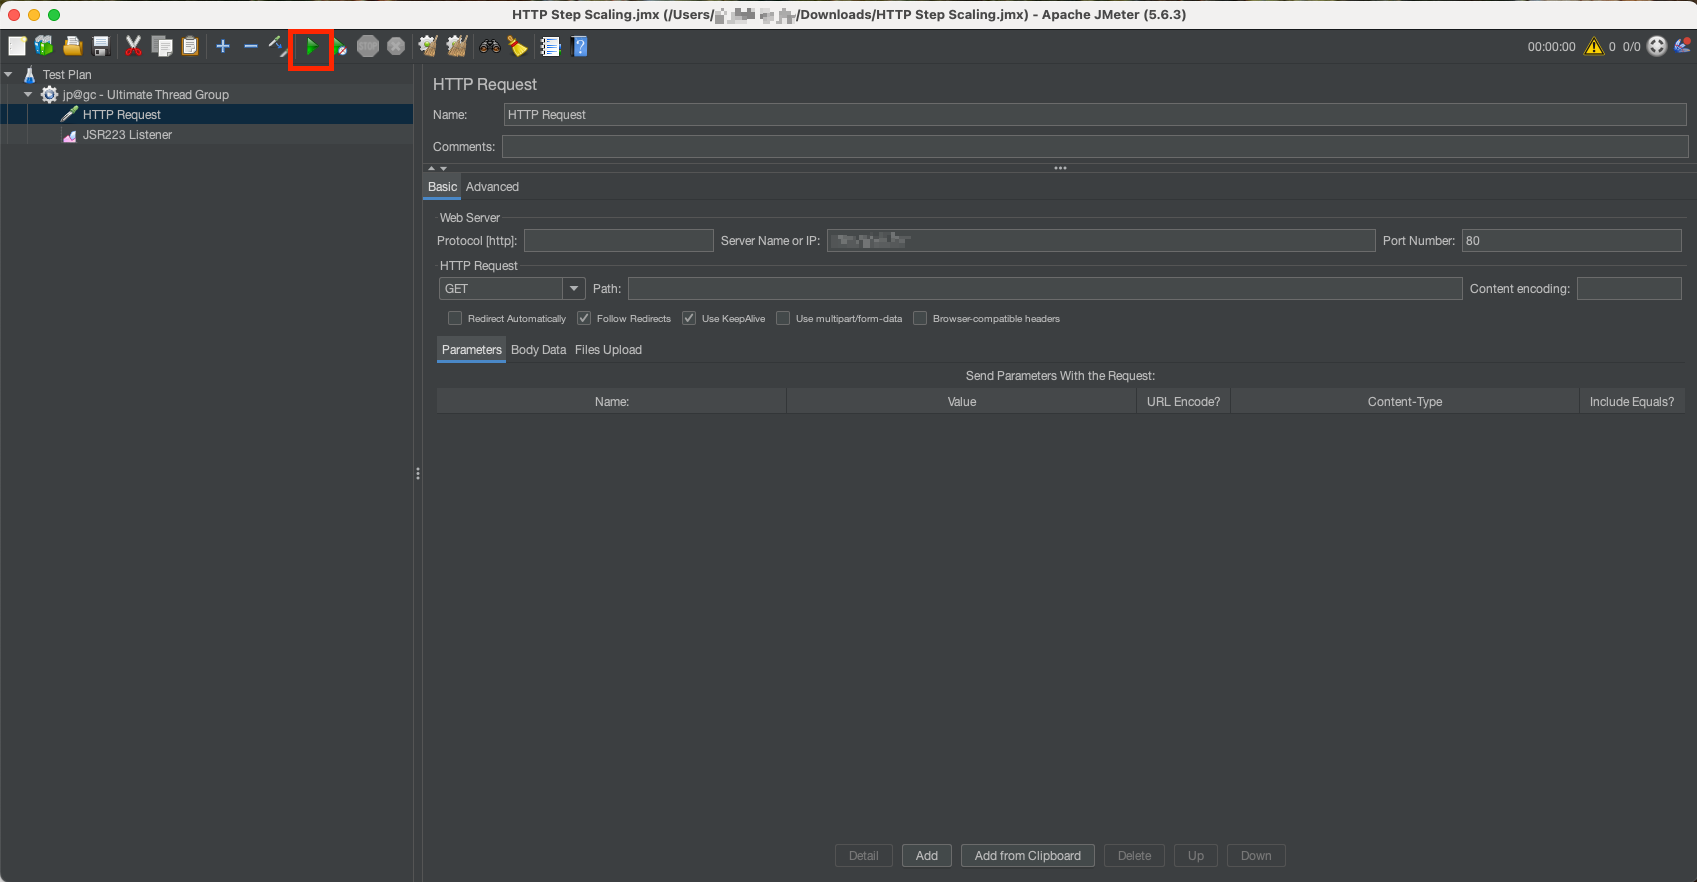 HTTP Step Scaling.jmx (/Users/ /Downloads/HTTP Step Scaling.jmx) - Apache JMeter (5.6.3)
STOP
?
00:00:00 0 0/0
Test Plan
jp@gc - Ultimate Thread Group
HTTP Request
JSR223 Listener
HTTP Request
Name: HTTP Request
Comments:
Basic Advanced
Web Server
Protocol [http]: Server Name or IP: Port Number: 80
HTTP Request
GET Path: Content encoding:
Redirect Automatically Follow Redirects Use KeepAlive Use multipart/form-data Browser-compatible headers
Parameters Body Data Files Upload
Send Parameters With the Request:
Name: Value URL Encode? Content-Type Include Equals?
Detail Add Add from Clipboard Delete Up Down